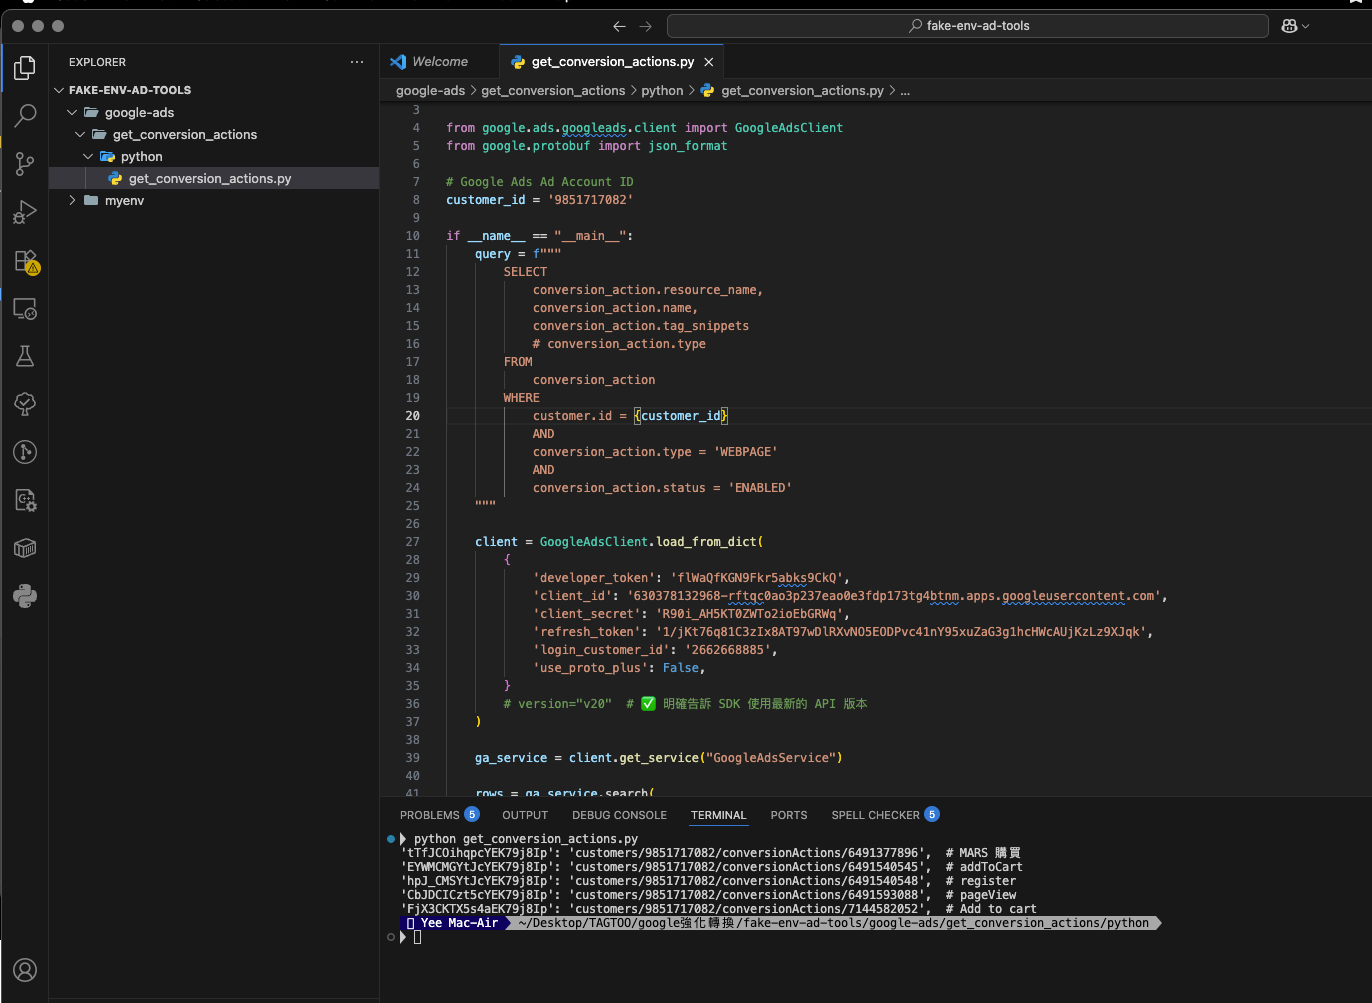 fake-env-ad-tools
EXPLORER
FAKE-ENV-AD-TOOLS
google-ads
get_conversion_actions
python
get_conversion_actions.py
myenv
Welcome
get_conversion_actions.py
google-ads > get_conversion_actions > python > get_conversion_actions.py > ...
3
4 from google.ads.googleads.client import GoogleAdsClient
5 from google.protobuf import json_format
6
7 # Google Ads Ad Account ID
8 customer_id = '9851717082'
9
10 if __name__ == "__main__":
11 query = f"""
12 SELECT
13 conversion_action.resource_name,
14 conversion_action.name,
15 conversion_action.tag_snippets
16 # conversion_action.type
17 FROM
18 conversion_action
19 WHERE
20 customer.id = {customer_id}
21 AND
22 conversion_action.type = 'WEBPAGE'
23 AND
24 conversion_action.status = 'ENABLED'
25 """
26
27 client = GoogleAdsClient.load_from_dict(
28 {
29 'developer_token': 'flWaQfKGN9Fkr5abks9CkQ',
30 'client_id': '630378132968-rftqc0ao3p237eao0e3fdp173tg4btnm.apps.googleusercontent.com',
31 'client_secret': 'R90i_AH5KT0ZWTo2ioEbGRWq',
32 'refresh_token': '1/jKt76q81C3zIx8AT97wDlRXvNO5EODPvc41nY95xuZaG3g1hcHWcAUjKzLz9XJqk',
33 'login_customer_id': '2662668885',
34 'use_proto_plus': False,
35 }
36 # version="v20" # ✅ 明確告訴 SDK 使用最新的 API 版本
37 )
38
39 ga_service = client.get_service("GoogleAdsService")
40
41 rows = ga_service.search(
PROBLEMS 5 OUTPUT DEBUG CONSOLE TERMINAL PORTS SPELL CHECKER 5
python get_conversion_actions.py
'tTfJCOihqpcYEK79j8Ip': 'customers/9851717082/conversionActions/6491377896', # MARS 購買
'EYWMCMGYtJcYEK79j8Ip': 'customers/9851717082/conversionActions/6491540545', # addToCart
'hpJ_CMSYtJcYEK79j8Ip': 'customers/9851717082/conversionActions/6491540548', # register
'CbJDCICzt5cYEK79j8Ip': 'customers/9851717082/conversionActions/6491593088', # pageView
'FjX3CKTX5s4aEK79j8Ip': 'customers/9851717082/conversionActions/7144582052', # Add to cart
Yee Mac-Air ~/Desktop/TAGTOO/google強化轉換/fake-env-ad-tools/google-ads/get_conversion_actions/python